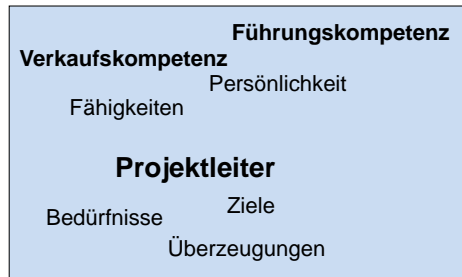 Führungskompetenz
Verkaufskompetenz
Persönlichkeit
Fähigkeiten
Projektleiter
Ziele
Bedürfnisse
Überzeugungen